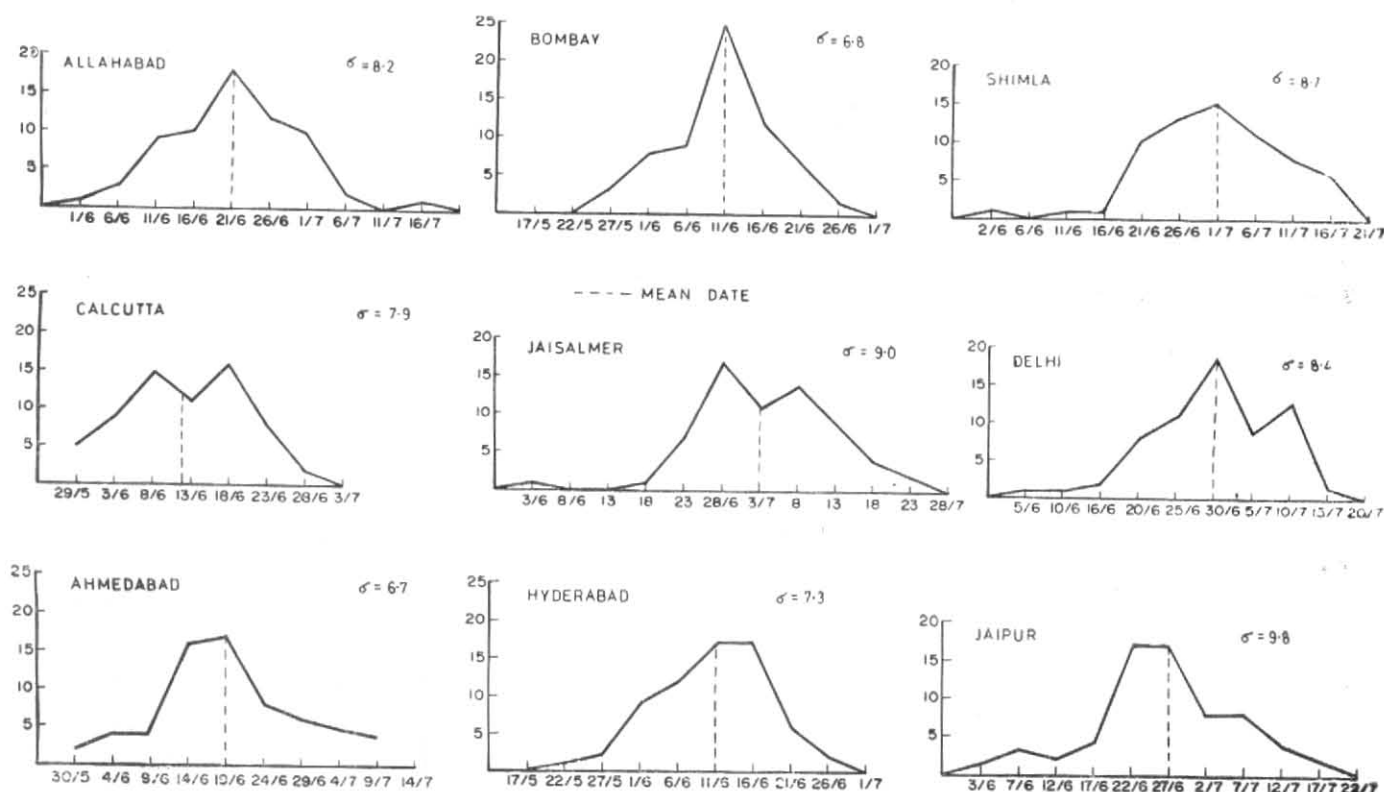 ALLAHABAD
σ = 8·2
20
15
10
5
1/6 6/6 11/6 16/6 21/6 26/6 1/7 6/7 11/7 16/7
BOMBAY
σ = 6·8
25
20
15
10
5
17/5 22/5 27/5 1/6 6/6 11/6 16/6 21/6 26/6 1/7
SHIMLA
σ = 8·7
20
15
10
5
2/6 6/6 11/6 16/6 21/6 26/6 1/7 6/7 11/7 16/7 21/7
CALCUTTA
σ = 7·9
25
20
15
10
5
29/5 3/6 8/6 13/6 18/6 23/6 28/6 3/7
MEAN DATE
JAISALMER
σ = 9·0
20
15
10
5
3/6 8/6 13 18 23 28/6 3/7 8 13 18 23 28/7
DELHI
σ = 8·4
20
15
10
5
5/6 10/6 16/6 20/6 25/6 30/6 5/7 10/7 15/7 20/7
AHMEDABAD
σ = 6·7
25
20
15
10
5
30/5 4/6 9/6 14/6 19/6 24/6 29/6 4/7 9/7 14/7
HYDERABAD
σ = 7·3
25
20
15
10
5
17/5 22/5 27/5 1/6 6/6 11/6 16/6 21/6 26/6 1/7
JAIPUR
σ = 9·8
20
15
10
5
3/6 7/6 12/6 17/6 22/6 27/6 2/7 7/7 12/7 17/7 22/7